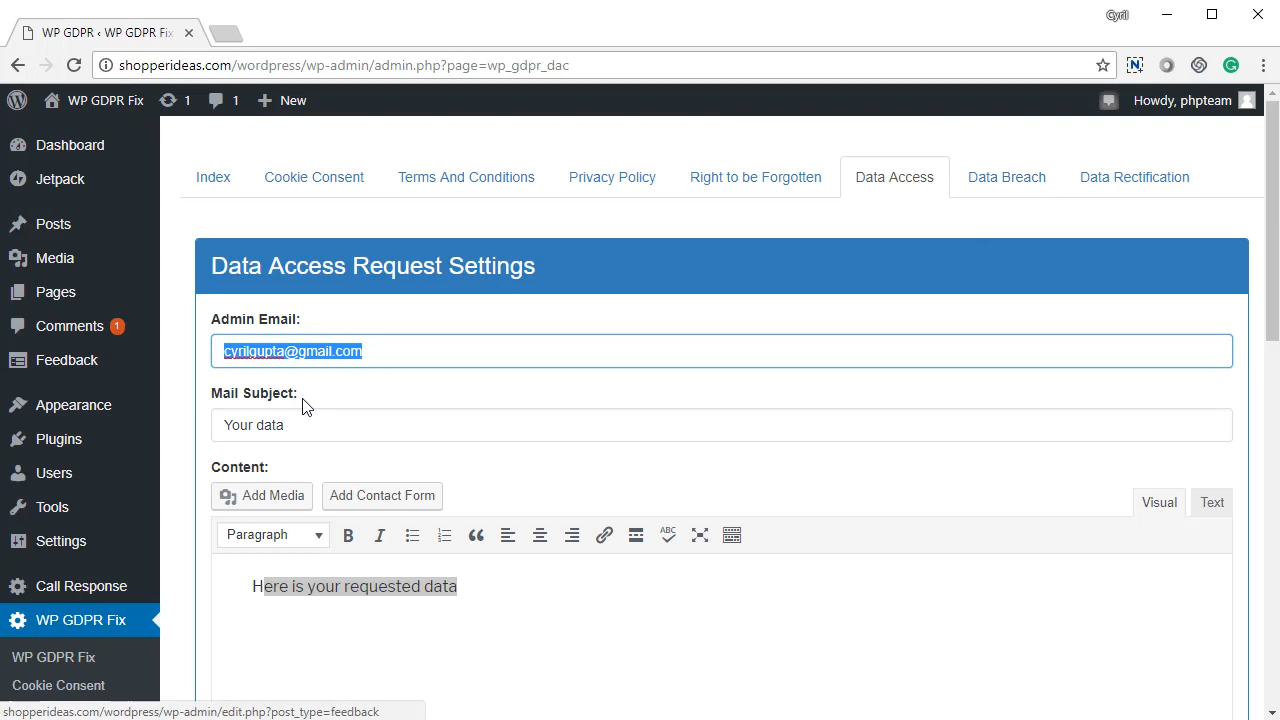 Cyril
WP GDPR ‹ WP GDPR Fix
shopperideas.com/wordpress/wp-admin/admin.php?page=wp_gdpr_dac
WP GDPR Fix 1 1 New Howdy, phpteam
Dashboard
Jetpack
Posts
Media
Pages
Comments 1
Feedback
Appearance
Plugins
Users
Tools
Settings
Call Response
WP GDPR Fix
WP GDPR Fix
Cookie Consent
Index Cookie Consent Terms And Conditions Privacy Policy Right to be Forgotten Data Access Data Breach Data Rectification
Data Access Request Settings
Admin Email:
cyrilgupta@gmail.com
Mail Subject:
Your data
Content:
Add Media Add Contact Form Visual Text
Paragraph B I ABC
Here is your requested data
shopperideas.com/wordpress/wp-admin/edit.php?post_type=feedback